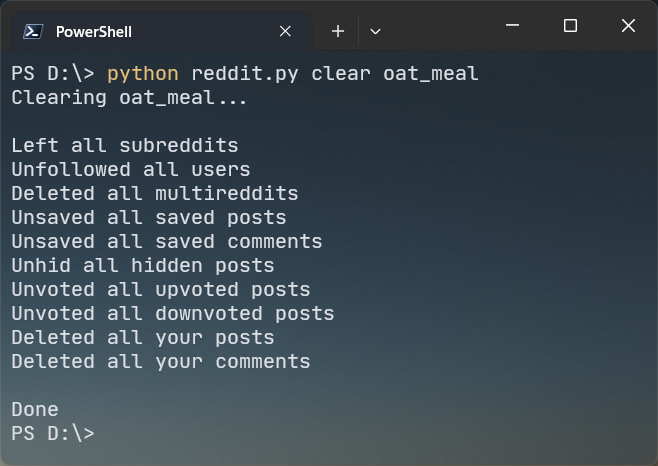 PowerShell
PS D:\> python reddit.py clear oat_meal
Clearing oat_meal...
Left all subreddits
Unfollowed all users
Deleted all multireddits
Unsaved all saved posts
Unsaved all saved comments
Unhid all hidden posts
Unvoted all upvoted posts
Unvoted all downvoted posts
Deleted all your posts
Deleted all your comments
Done
PS D:\>